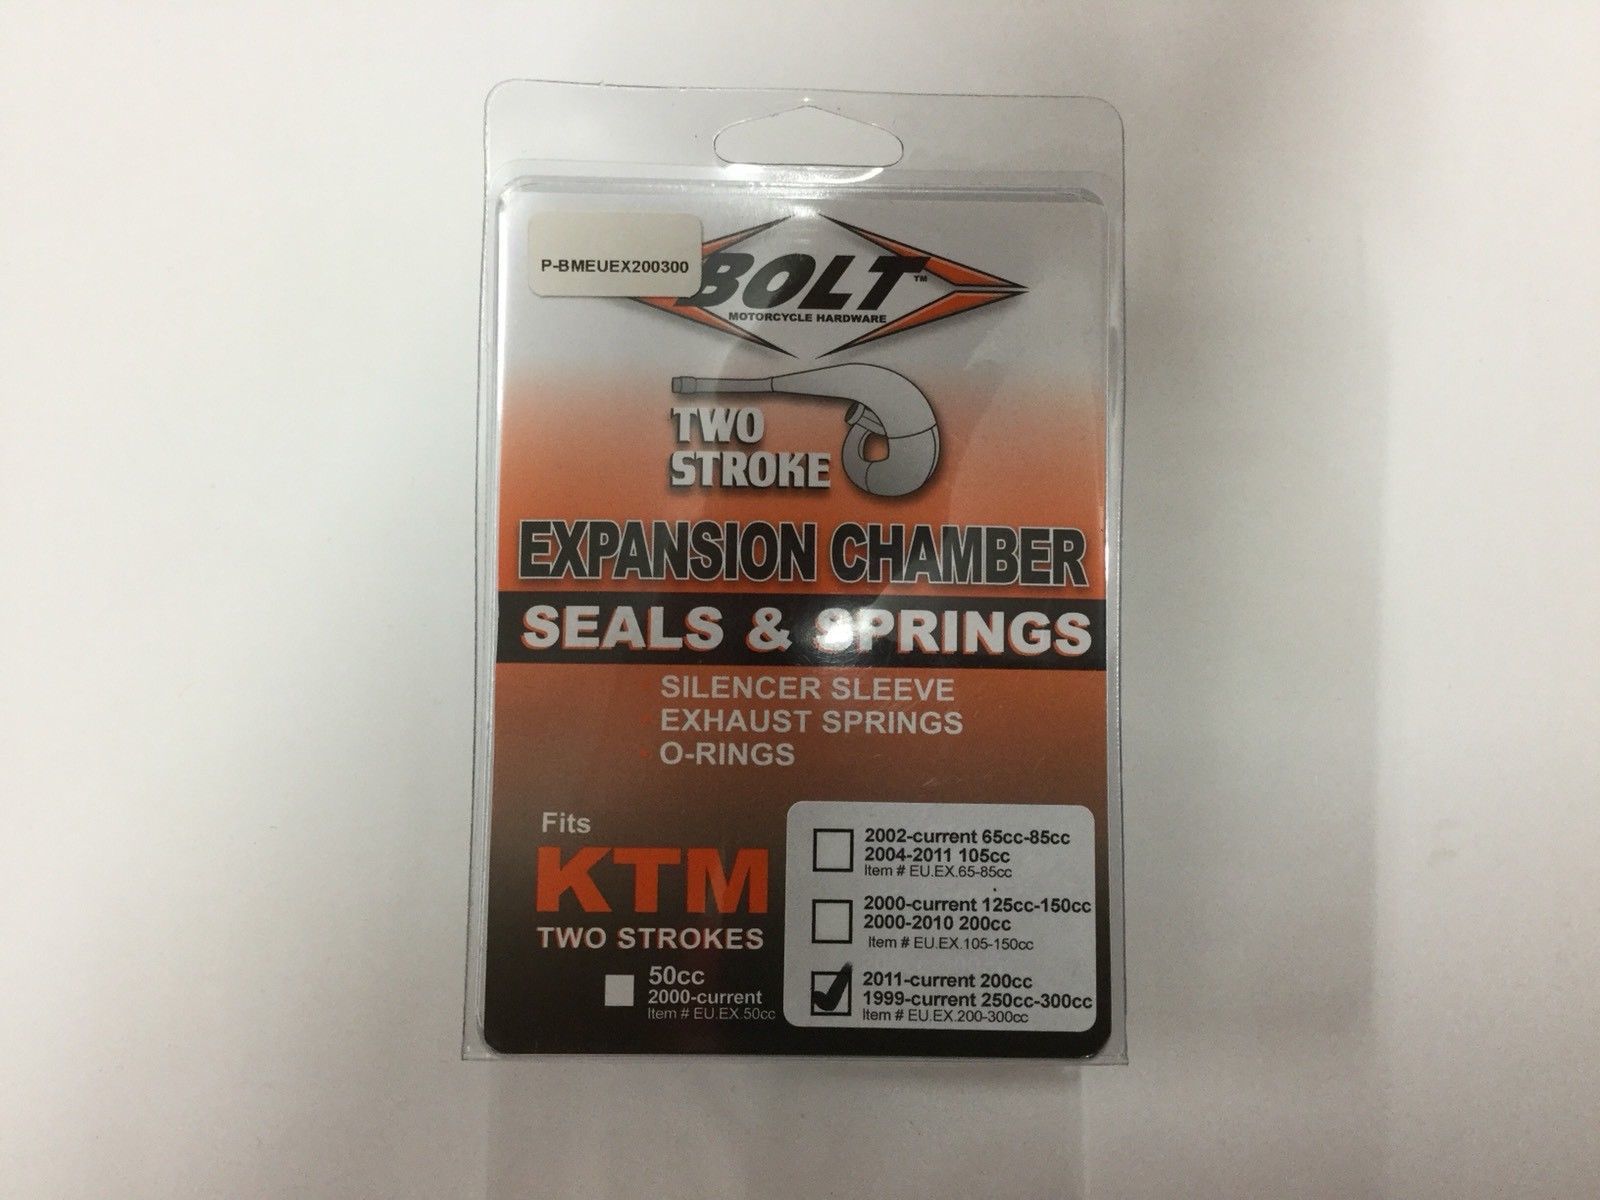 P-BMEUEX200300
BOLT™
MOTORCYCLE HARDWARE
TWO
STROKE
EXPANSION CHAMBER
SEALS & SPRINGS
• SILENCER SLEEVE
• EXHAUST SPRINGS
• O-RINGS
Fits
KTM
TWO STROKES
50cc
2000-current
Item # EU.EX.50cc
2002-current 65cc-85cc
2004-2011 105cc
Item # EU.EX.65-85cc
2000-current 125cc-150cc
2000-2010 200cc
Item # EU.EX.105-150cc
2011-current 200cc
1999-current 250cc-300cc
Item # EU.EX.200-300cc